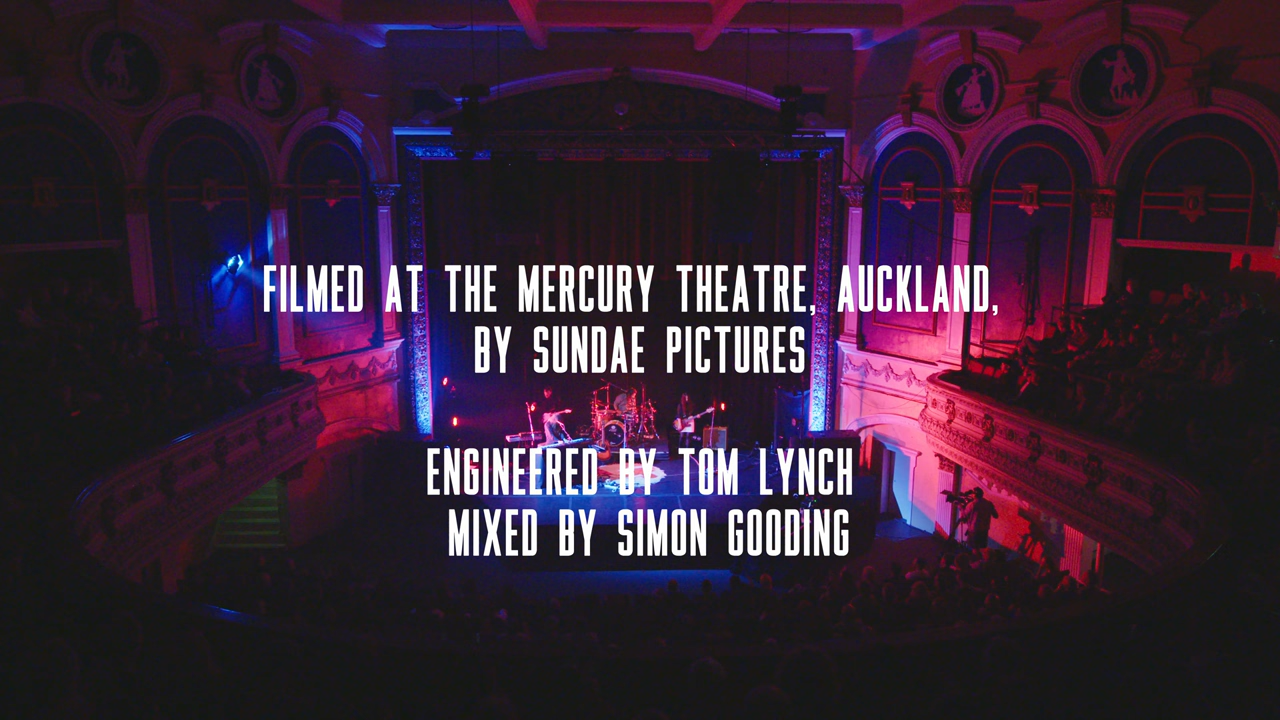 FILMED AT THE MERCURY THEATRE, AUCKLAND,
BY SUNDAE PICTURES
ENGINEERED BY TOM LYNCH
MIXED BY SIMON GOODING